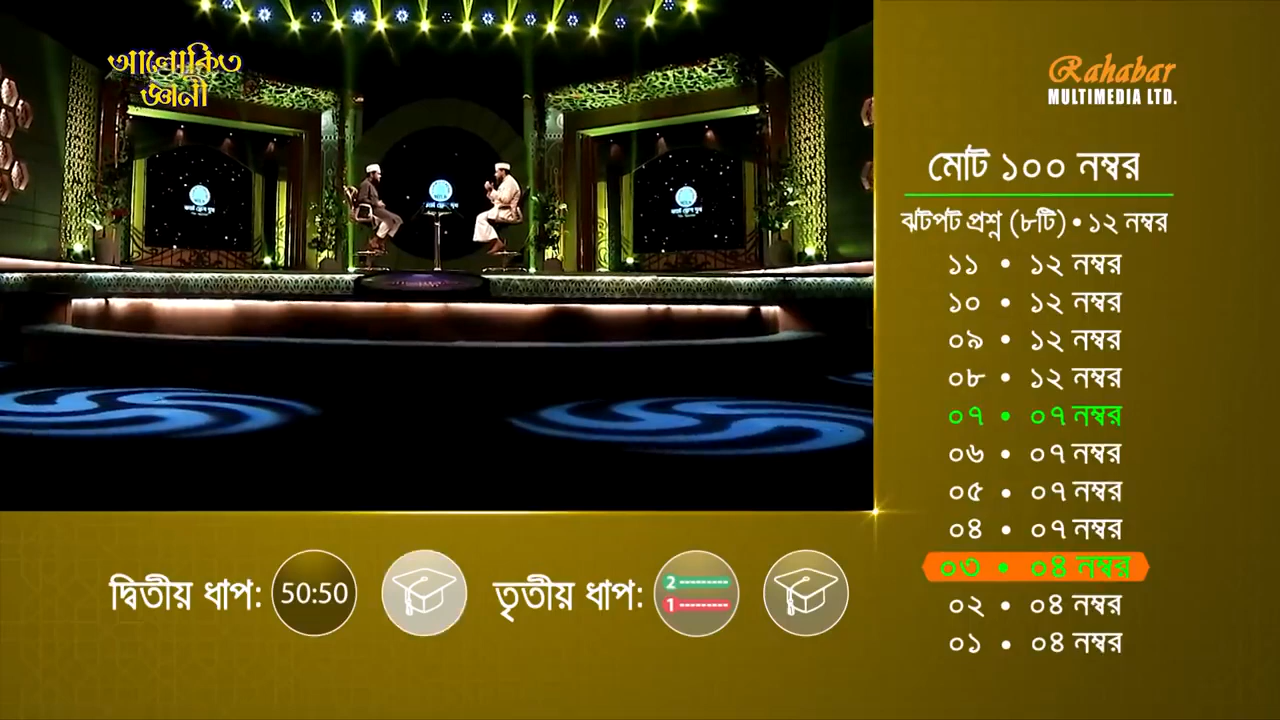 আলোকিত
জ্ঞানী
Rahabar
MULTIMEDIA LTD.
মোট ১০০ নম্বর
ঝটপট প্রশ্ন (৮টি) • ১২ নম্বর
১১ • ১২ নম্বর
১০ • ১২ নম্বর
০৯ • ১২ নম্বর
০৮ • ১২ নম্বর
০৭ • ০৭ নম্বর
০৬ • ০৭ নম্বর
০৫ • ০৭ নম্বর
০৪ • ০৭ নম্বর
০৩ • ০৪ নম্বর
০২ • ০৪ নম্বর
০১ • ০৪ নম্বর
দ্বিতীয় ধাপ: 50:50 তৃতীয় ধাপ:
2 ---------
1 ---------